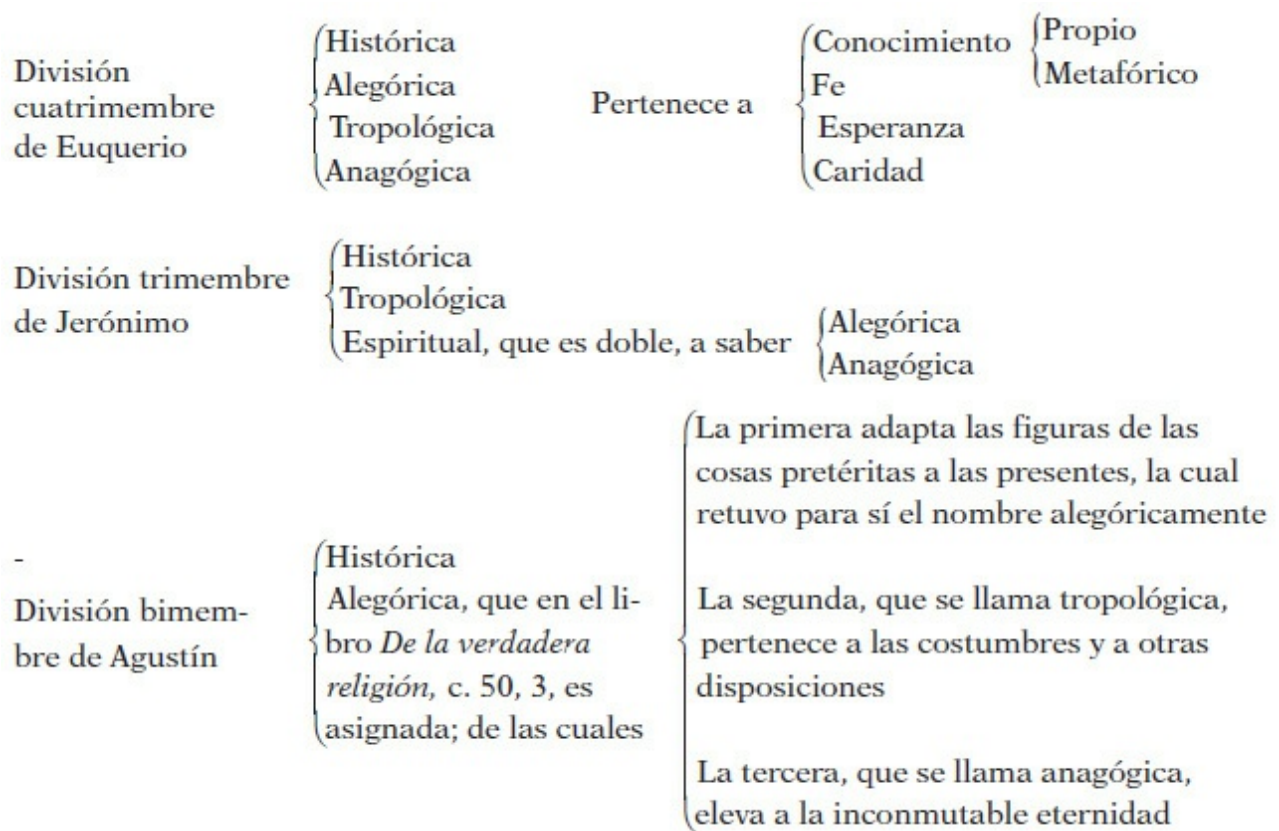 División
cuatrimembre
de Euquerio
Histórica
Alegórica
Tropológica
Anagógica
Pertenece a
Conocimiento
Fe
Esperanza
Caridad
Propio
Metafórico
División trimembre
de Jerónimo
Histórica
Tropológica
Espiritual, que es doble, a saber
Alegórica
Anagógica
-
División bimem-
bre de Agustín
Histórica
Alegórica, que en el li-
bro De la verdadera
religión, c. 50, 3, es
asignada; de las cuales
La primera adapta las figuras de las
cosas pretéritas a las presentes, la cual
retuvo para sí el nombre alegóricamente
La segunda, que se llama tropológica,
pertenece a las costumbres y a otras
disposiciones
La tercera, que se llama anagógica,
eleva a la inconmutable eternidad